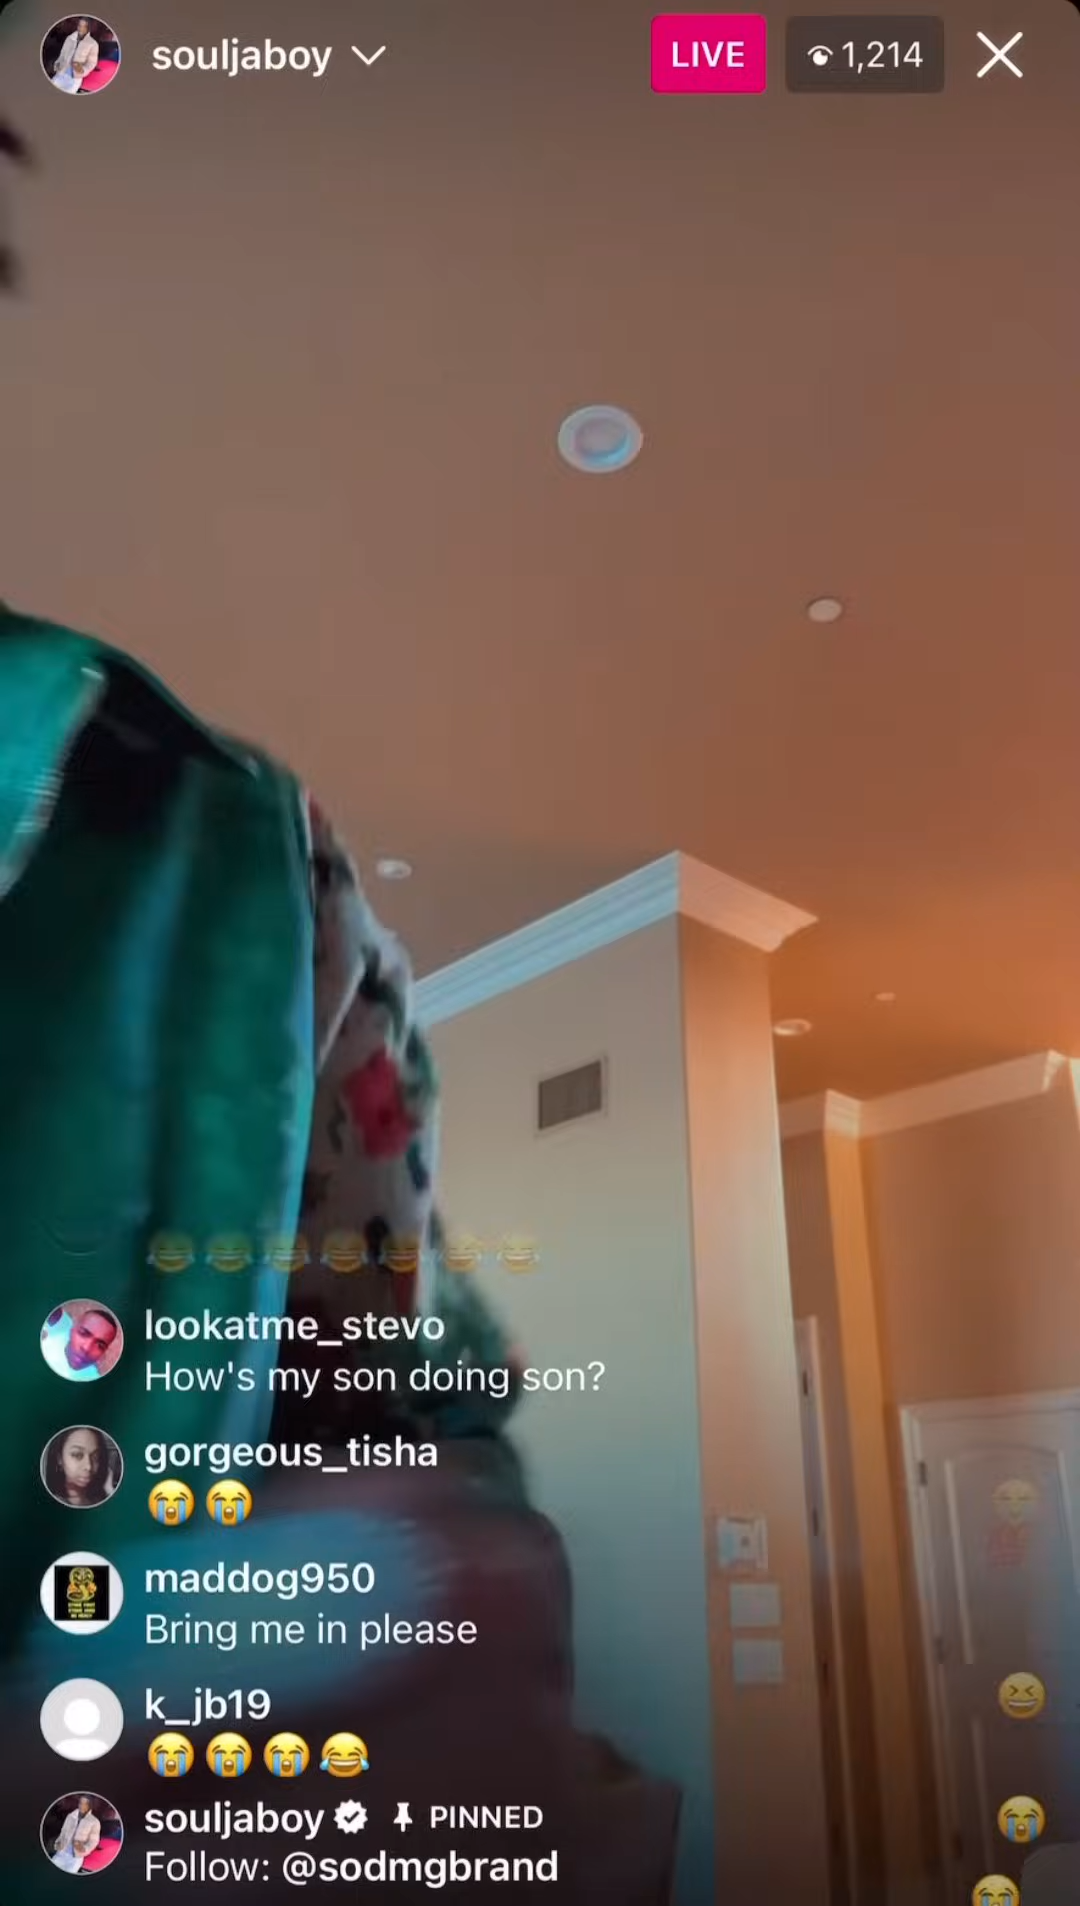 souljaboy
LIVE
1,214
😂😂😂😂😂😂😂
lookatme_stevo
How's my son doing son?
gorgeous_tisha
😭😭
maddog950
Bring me in please
k_jb19
😭😭😭😂
souljaboy PINNED
Follow: @sodmgbrand